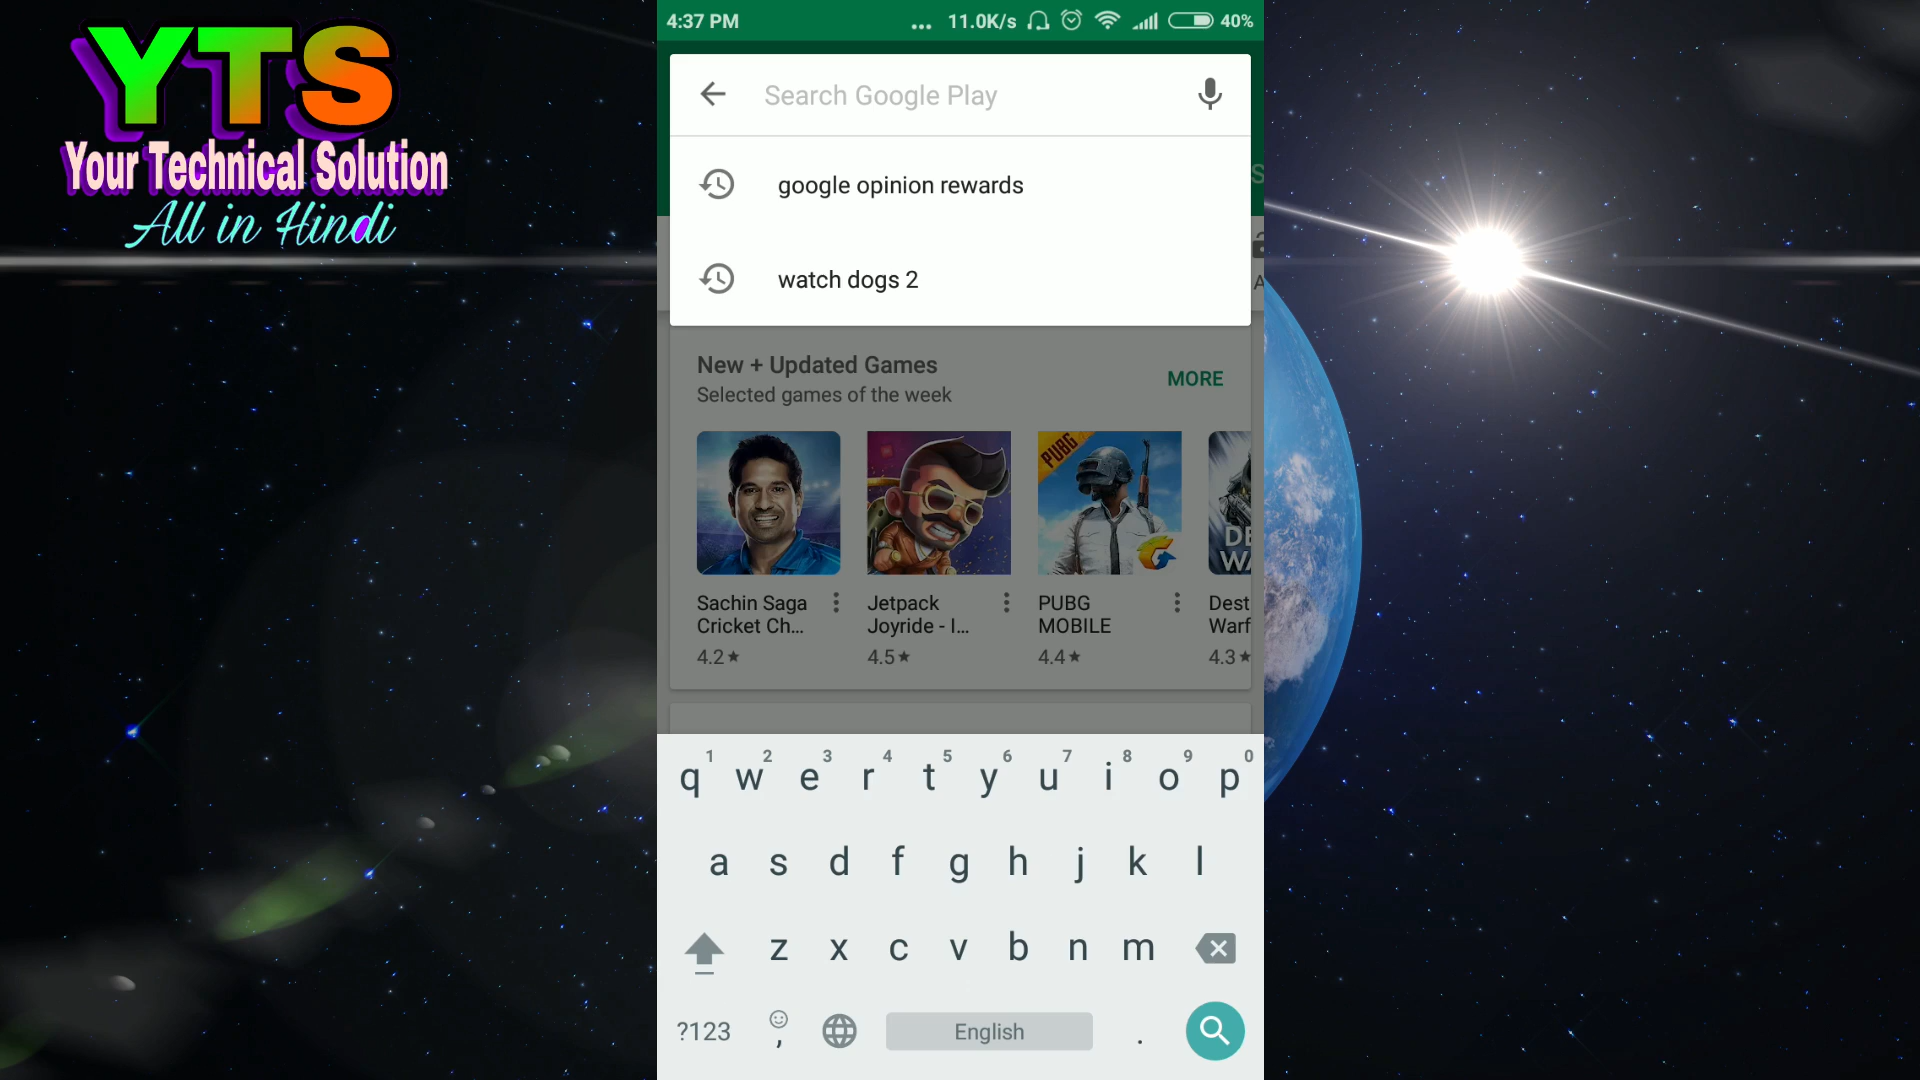 YTS
Your Technical Solution
All in Hindi
4:37 PM ... 11.0K/s 40%
Search Google Play
google opinion rewards
watch dogs 2
S
A
New + Updated Games
Selected games of the week
MORE
PUBG
DE
WA
Sachin Saga
Cricket Ch...
4.2★
Jetpack
Joyride - I...
4.5★
PUBG
MOBILE
4.4★
Dest
Warf
4.3★
1 2 3 4 5 6 7 8 9 0
q w e r t y u i o p
a s d f g h j k l
z x c v b n m
?123 , English .